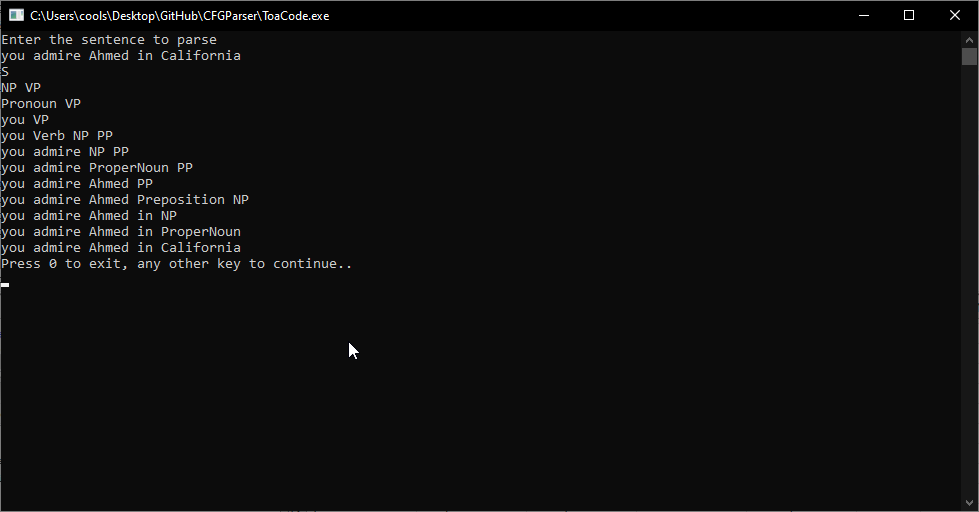 C:\Users\cools\Desktop\GitHub\CFGParser\ToaCode.exe
Enter the sentence to parse
you admire Ahmed in California
S
NP VP
Pronoun VP
you VP
you Verb NP PP
you admire NP PP
you admire ProperNoun PP
you admire Ahmed PP
you admire Ahmed Preposition NP
you admire Ahmed in NP
you admire Ahmed in ProperNoun
you admire Ahmed in California
Press 0 to exit, any other key to continue..